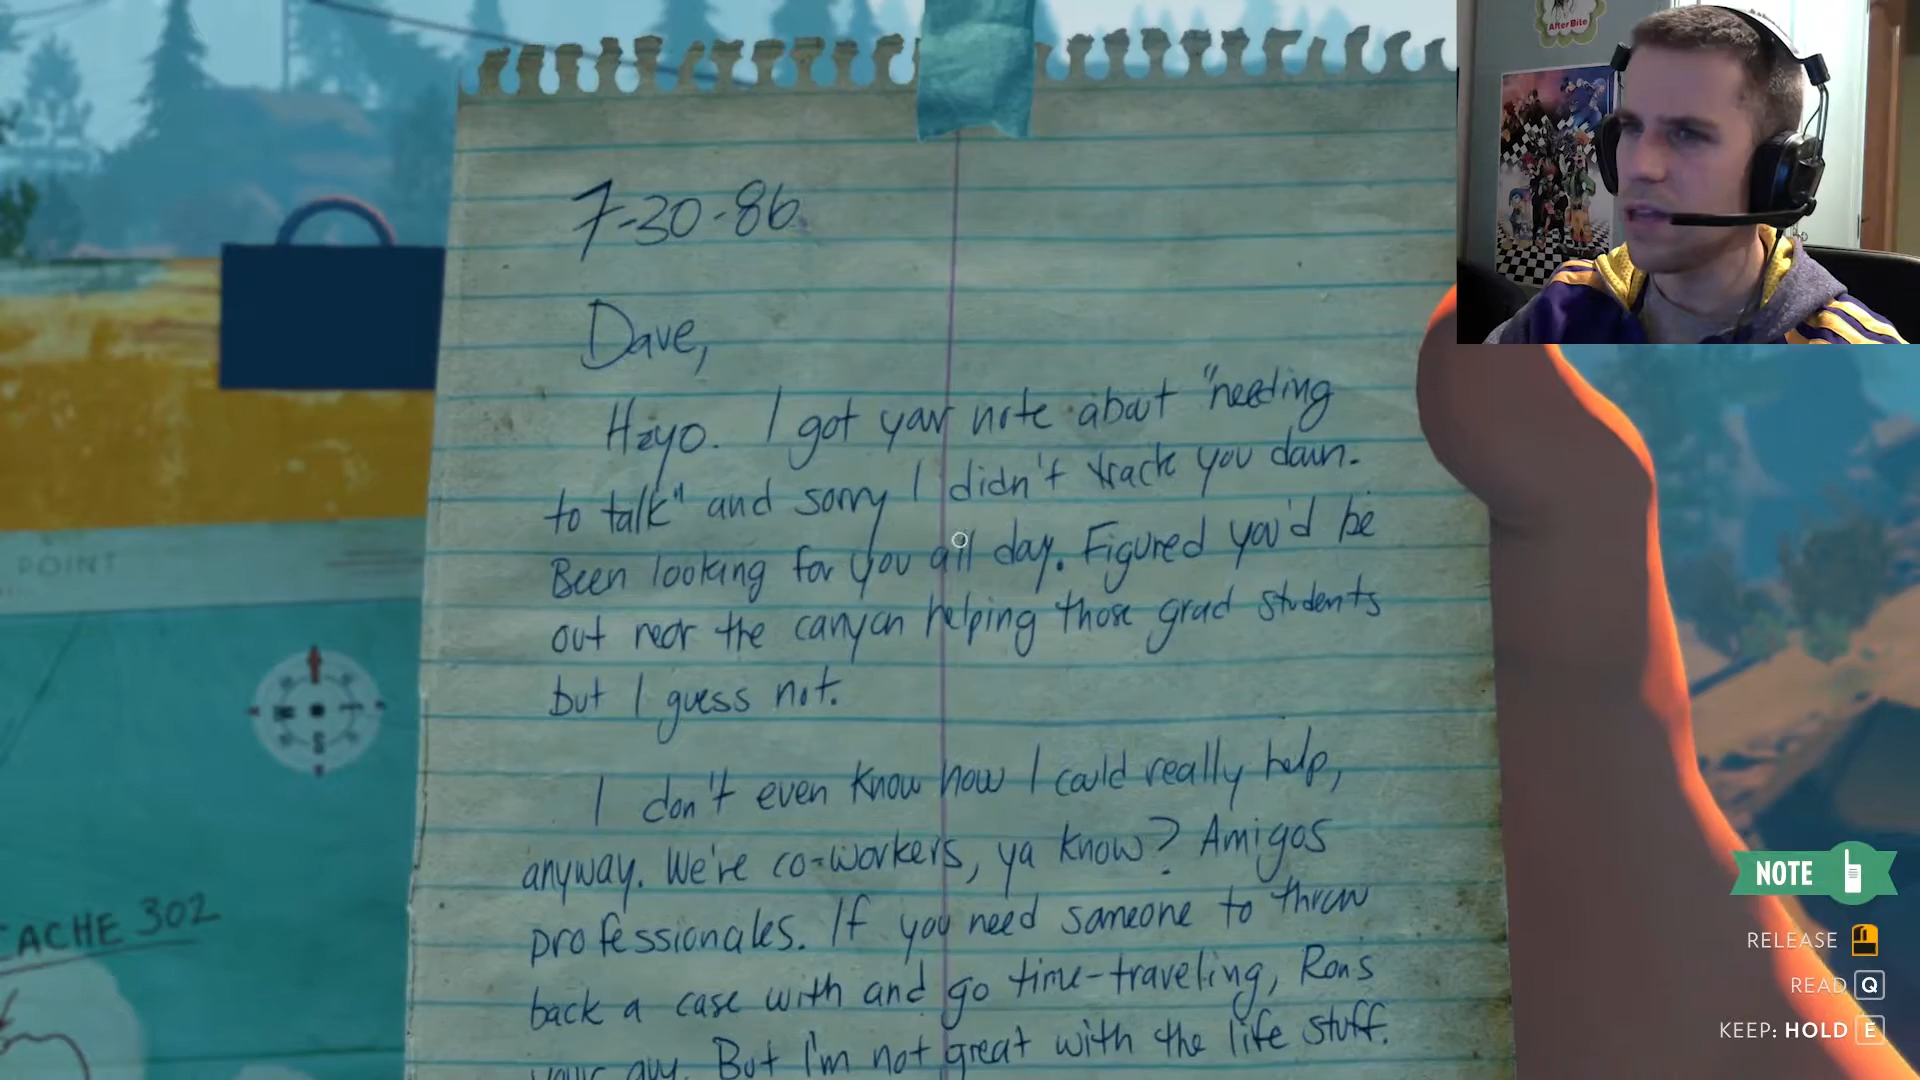 AfterBite
7-30-86
Dave,
Heyo. I got your note about "needing
to talk" and sorry I didn't track you down.
Been looking for you all day. Figured you'd be
out near the canyon helping those grad students
but I guess not.
I don't even know how I could really help,
anyway. We're co-workers, ya know? Amigos
professionales. If you need someone to throw
back a case with and go time-traveling, Ron's
your guy. But I'm not great with the life stuff.
POINT
S
CACHE 302
NOTE
RELEASE
READ Q
KEEP: HOLD E